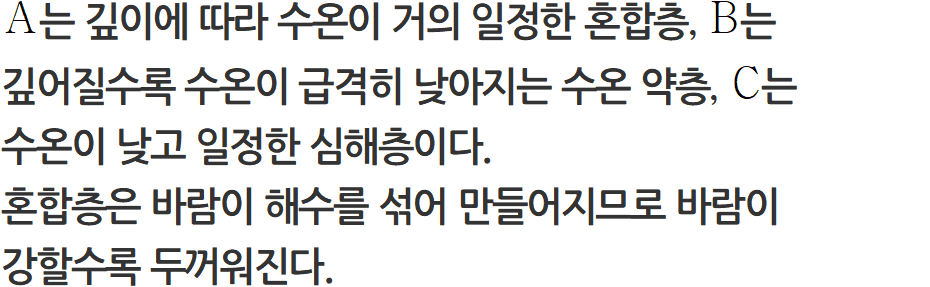 A는 깊이에 따라 수온이 거의 일정한 혼합층, B는
깊어질수록 수온이 급격히 낮아지는 수온 약층, C는
수온이 낮고 일정한 심해층이다.
혼합층은 바람이 해수를 섞어 만들어지므로 바람이
강할수록 두꺼워진다.